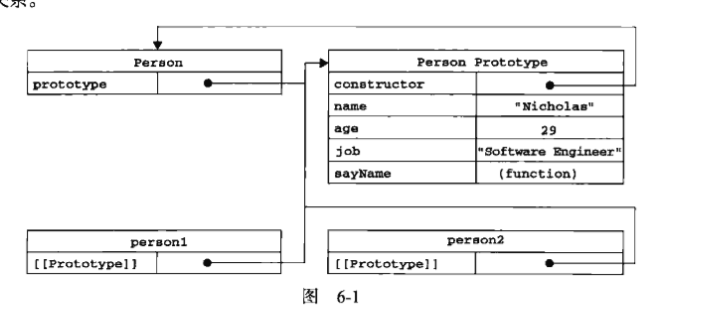 关系。
Person
prototype
Person Prototype
constructor
name "Nicholas"
age 29
job "Software Engineer"
sayName (function)
person1
[[Prototype]]
person2
[[Prototype]]
图 6-1